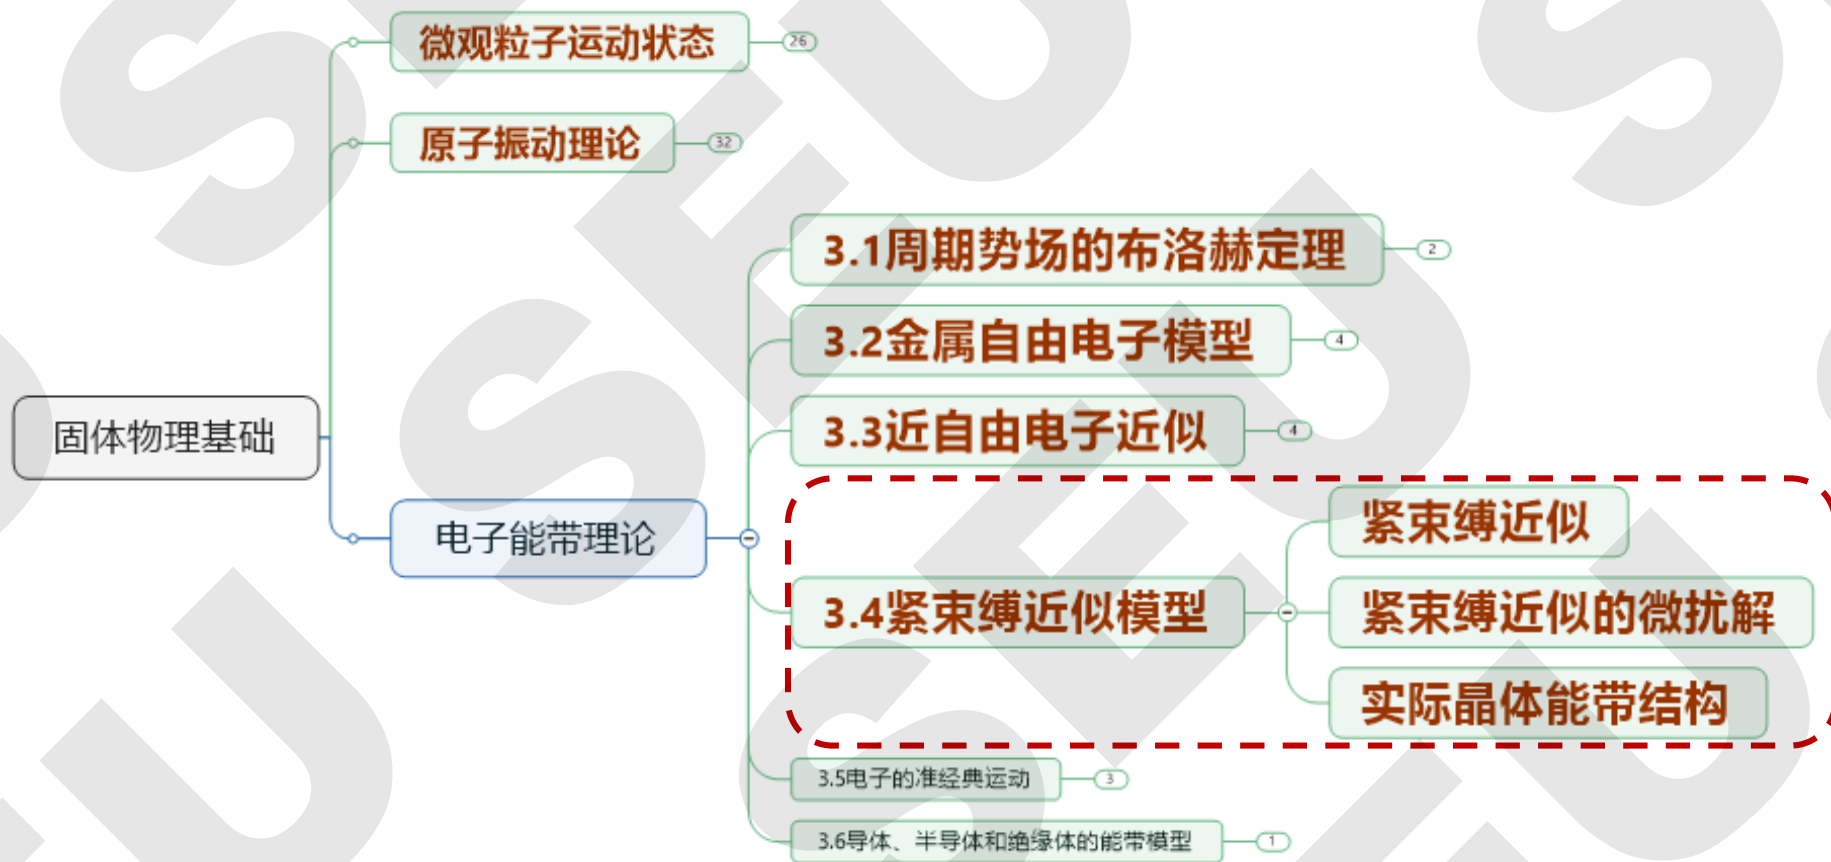 微观粒子运动状态
26
原子振动理论
32
3.1周期势场的布洛赫定理
2
3.2金属自由电子模型
4
固体物理基础
3.3近自由电子近似
4
电子能带理论
紧束缚近似
3.4紧束缚近似模型
紧束缚近似的微扰解
实际晶体能带结构
3.5电子的准经典运动
3
3.6导体、半导体和绝缘体的能带模型
1
SEU
SEU
SEU